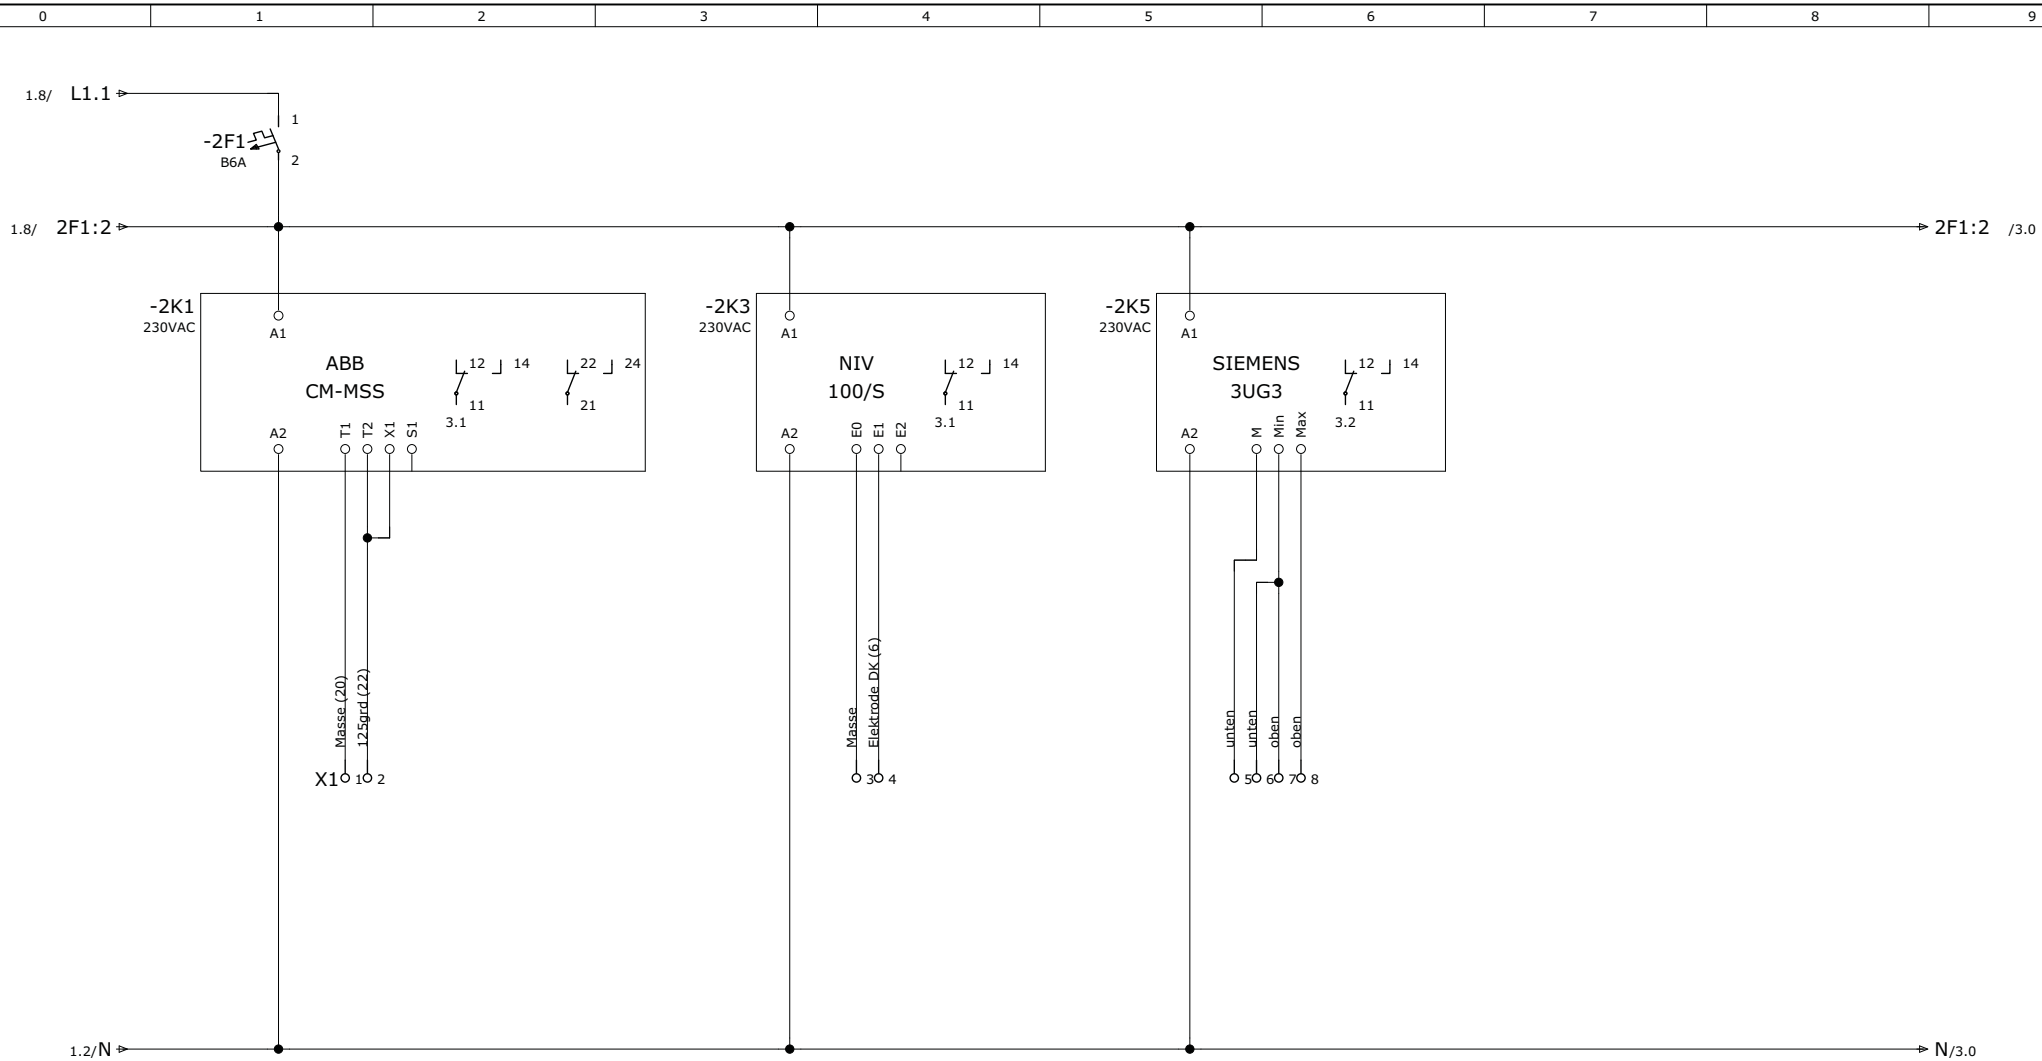 0 1 2 3 4 5 6 7 8 9
1.8/ L1.1
1
-2F1
B6A
2
1.8/ 2F1:2
2F1:2 /3.0
-2K1
230VAC
A1
ABB
CM-MSS
12 14
11
3.1
22 24
21
A2 T1 T2 X1 S1
-2K3
230VAC
A1
NIV
100/S
12 14
11
3.1
A2 E0 E1 E2
-2K5
230VAC
A1
SIEMENS
3UG3
12 14
11
3.2
A2 M Min Max
Masse (20)
125grd (22)
X1 1 2
Masse
Elektrode DK (6)
3 4
unten
unten
oben
oben
5 6 7 8
1.2/N
N/3.0